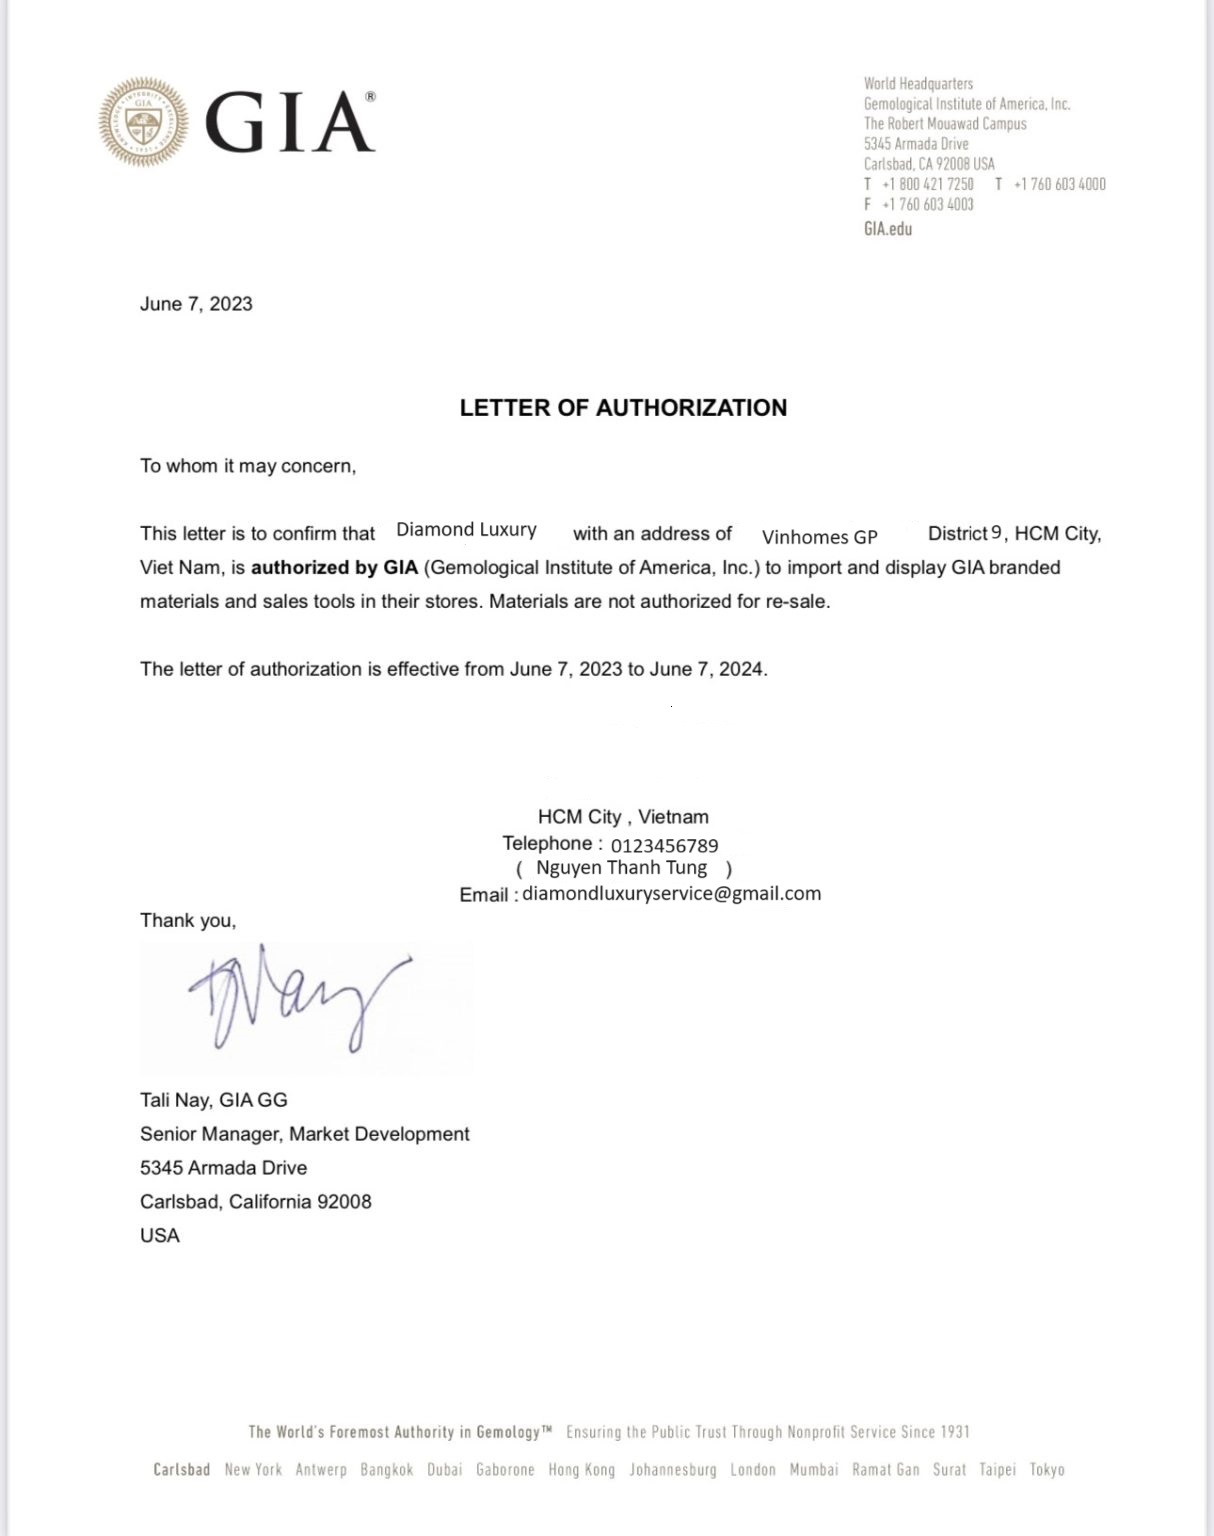 GIA®
World Headquarters
Gemological Institute of America, Inc.
The Robert Mouawad Campus
5345 Armada Drive
Carlsbad, CA 92008 USA
T +1 800 421 7250 T +1 760 603 4000
F +1 760 603 4003
GIA.edu
June 7, 2023
LETTER OF AUTHORIZATION
To whom it may concern,
This letter is to confirm that Diamond Luxury with an address of Vinhomes GP District 9, HCM City,
Viet Nam, is authorized by GIA (Gemological Institute of America, Inc.) to import and display GIA branded
materials and sales tools in their stores. Materials are not authorized for re-sale.
The letter of authorization is effective from June 7, 2023 to June 7, 2024.
HCM City , Vietnam
Telephone : 0123456789
( Nguyen Thanh Tung )
Email : diamondluxuryservice@gmail.com
Thank you,
Tali Nay, GIA GG
Senior Manager, Market Development
5345 Armada Drive
Carlsbad, California 92008
USA
The World's Foremost Authority in Gemology™ Ensuring the Public Trust Through Nonprofit Service Since 1931
Carlsbad New York Antwerp Bangkok Dubai Gaborone Hong Kong Johannesburg London Mumbai Ramat Gan Surat Taipei Tokyo